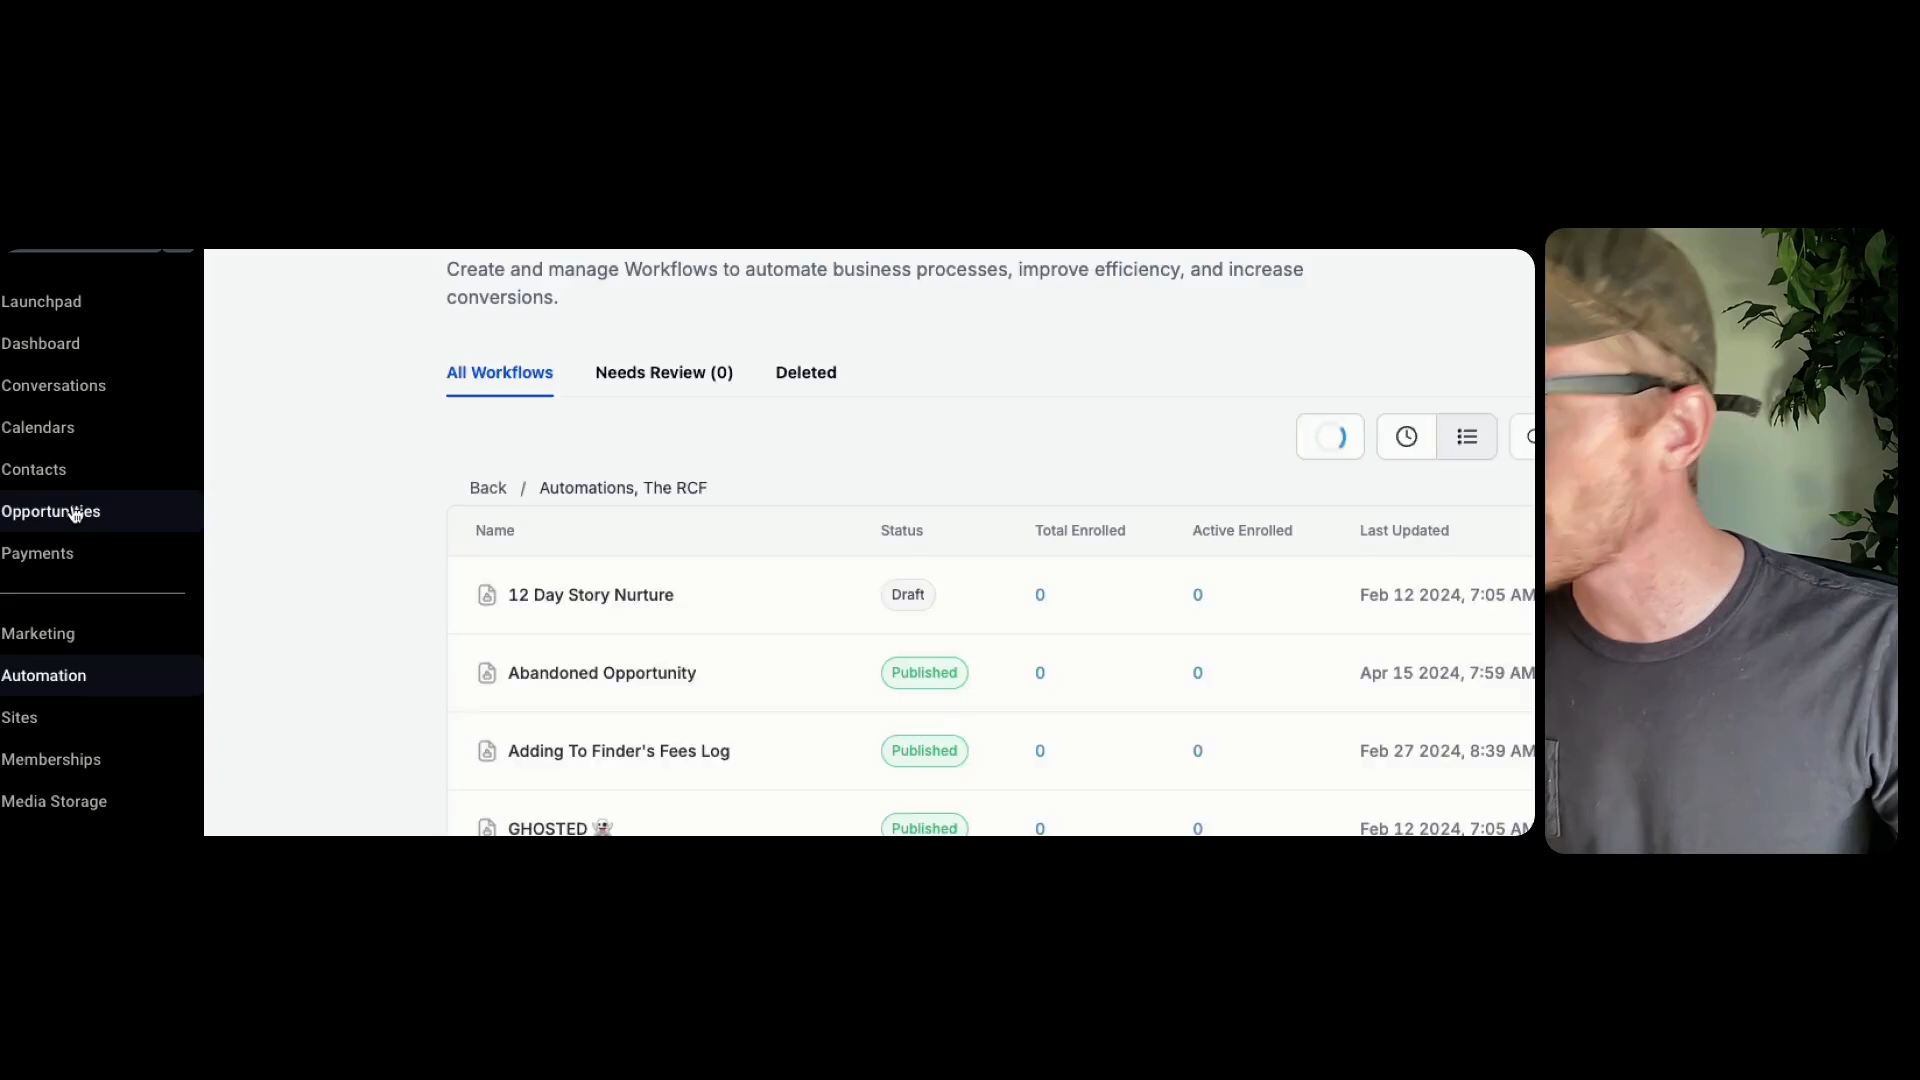 Launchpad
Dashboard
Conversations
Calendars
Contacts
Opportunities
Payments
Marketing
Automation
Sites
Memberships
Media Storage
Create and manage Workflows to automate business processes, improve efficiency, and increase
conversions.
All Workflows Needs Review (0) Deleted
Back / Automations, The RCF
Name Status Total Enrolled Active Enrolled Last Updated
12 Day Story Nurture Draft 0 0 Feb 12 2024, 7:05 AM
Abandoned Opportunity Published 0 0 Apr 15 2024, 7:59 AM
Adding To Finder's Fees Log Published 0 0 Feb 27 2024, 8:39 AM
GHOSTED 👻 Published 0 0 Feb 12 2024, 7:05 AM